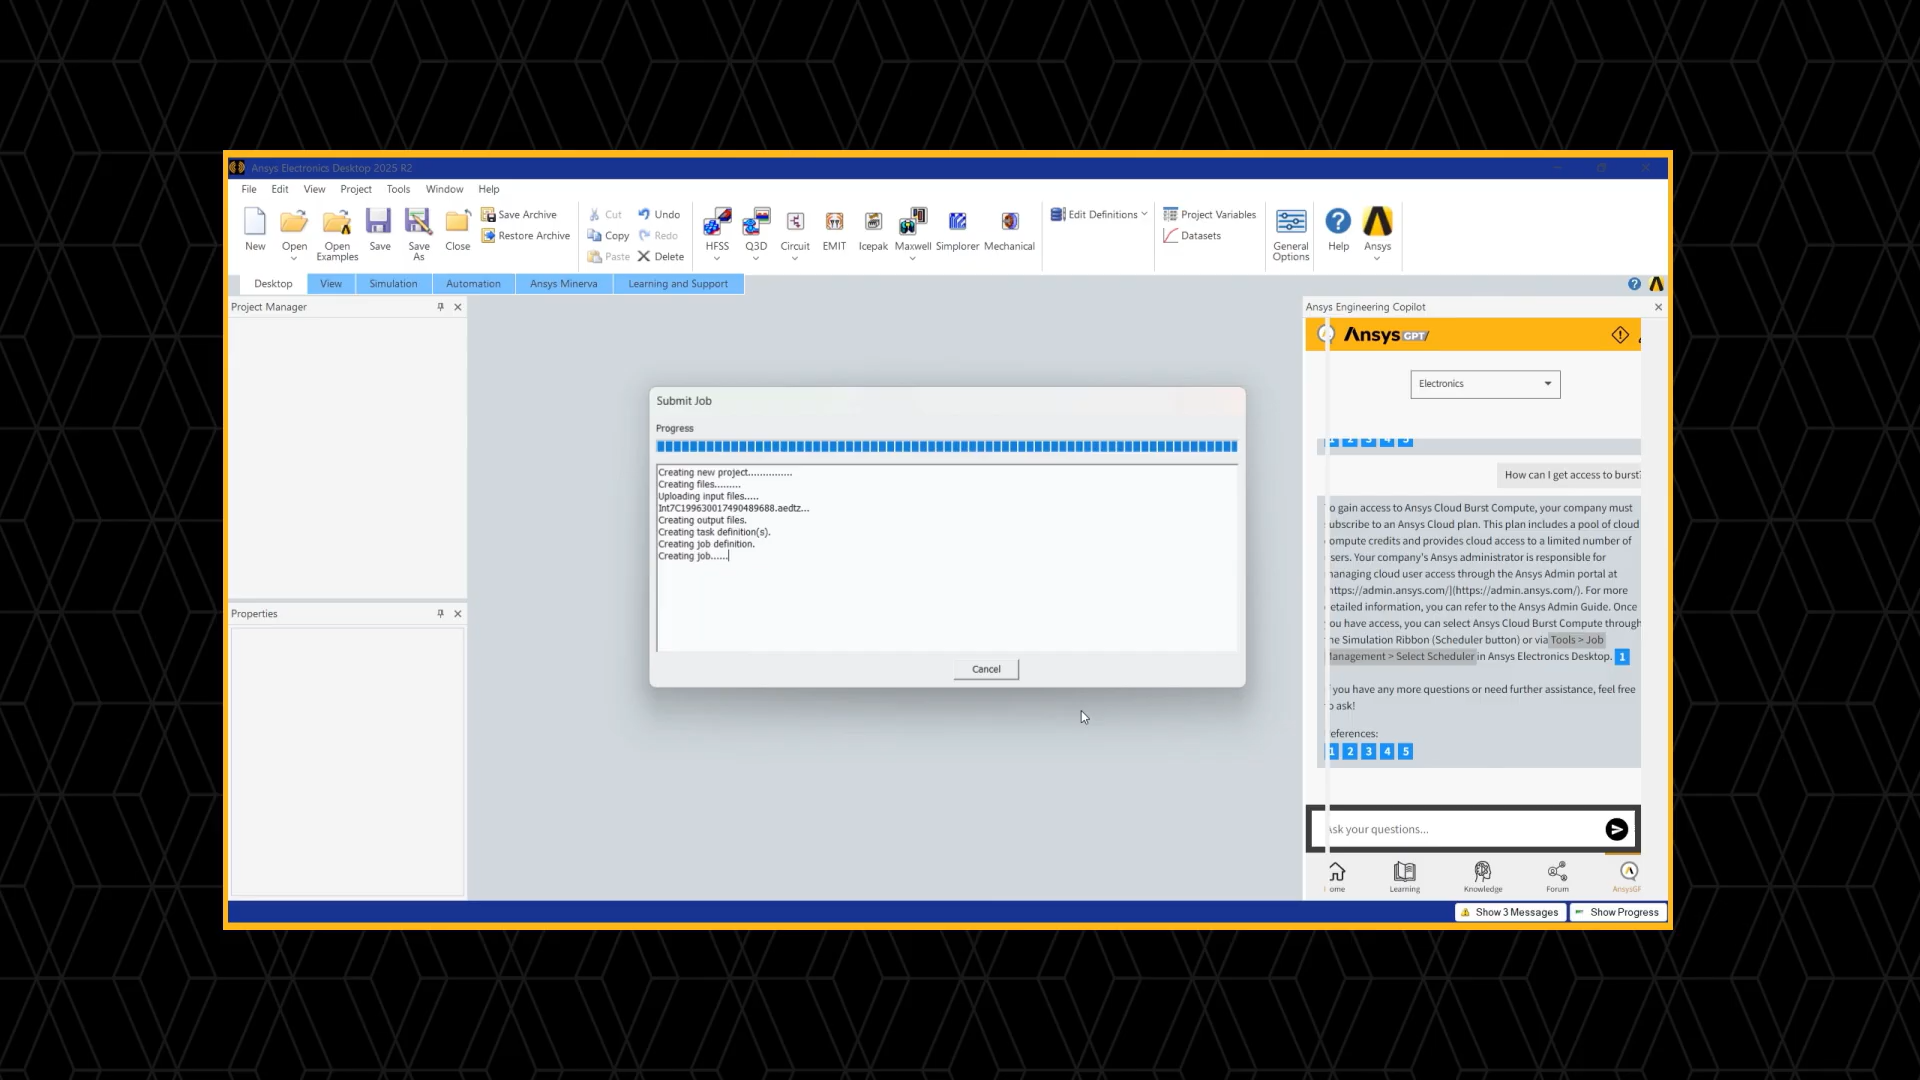 Ansys Electronics Desktop 2025 R2
File Edit View Project Tools Window Help
New
Open
Open Examples
Save
Save As
Close
Save Archive
Restore Archive
Cut
Copy
Paste
Undo
Redo
Delete
HFSS
Q3D
Circuit
EMIT
Icepak
Maxwell
Simplorer
Mechanical
Edit Definitions
Project Variables
Datasets
General Options
Help
Ansys
Desktop View Simulation Automation Ansys Minerva Learning and Support
Project Manager
Properties
Submit Job
Progress
Creating new project...............
Creating files.........
Uploading input files.....
Int7C199630017490489688.aedtz...
Creating output files.
Creating task definition(s).
Creating job definition.
Creating job......
Cancel
Ansys Engineering Copilot
Ansys GPT
Electronics
1 2 3 4 5
How can I get access to burst?
o gain access to Ansys Cloud Burst Compute, your company must
ubscribe to an Ansys Cloud plan. This plan includes a pool of cloud
ompute credits and provides cloud access to a limited number of
sers. Your company's Ansys administrator is responsible for
managing cloud user access through the Ansys Admin portal at
https://admin.ansys.com/](https://admin.ansys.com/). For more
etailed information, you can refer to the Ansys Admin Guide. Once
ou have access, you can select Ansys Cloud Burst Compute through
he Simulation Ribbon (Scheduler button) or via Tools > Job
Management > Select Scheduler in Ansys Electronics Desktop. 1
f you have any more questions or need further assistance, feel free
o ask!
eferences:
1 2 3 4 5
Ask your questions...
ome
Learning
Knowledge
Forum
AnsysGP
Show 3 Messages
Show Progress